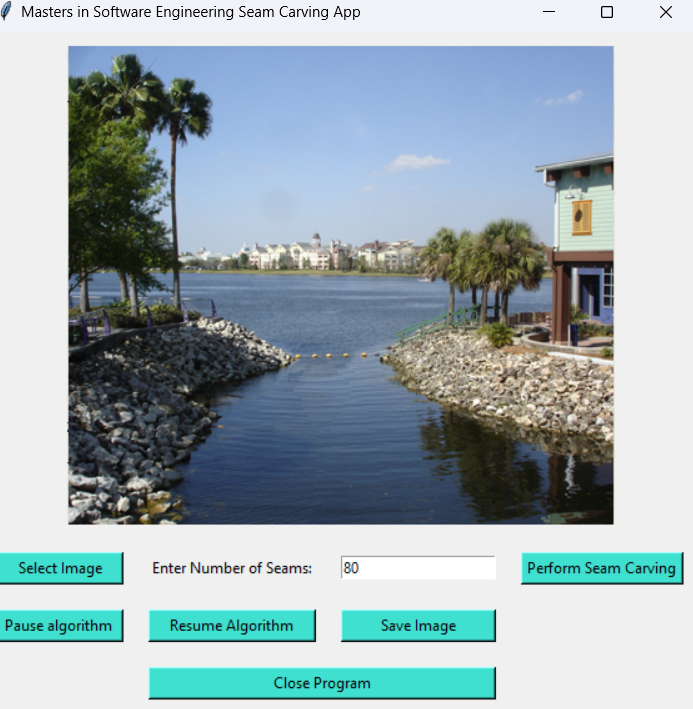 Masters in Software Engineering Seam Carving App
Select Image
Enter Number of Seams:
80
Perform Seam Carving
Pause algorithm
Resume Algorithm
Save Image
Close Program